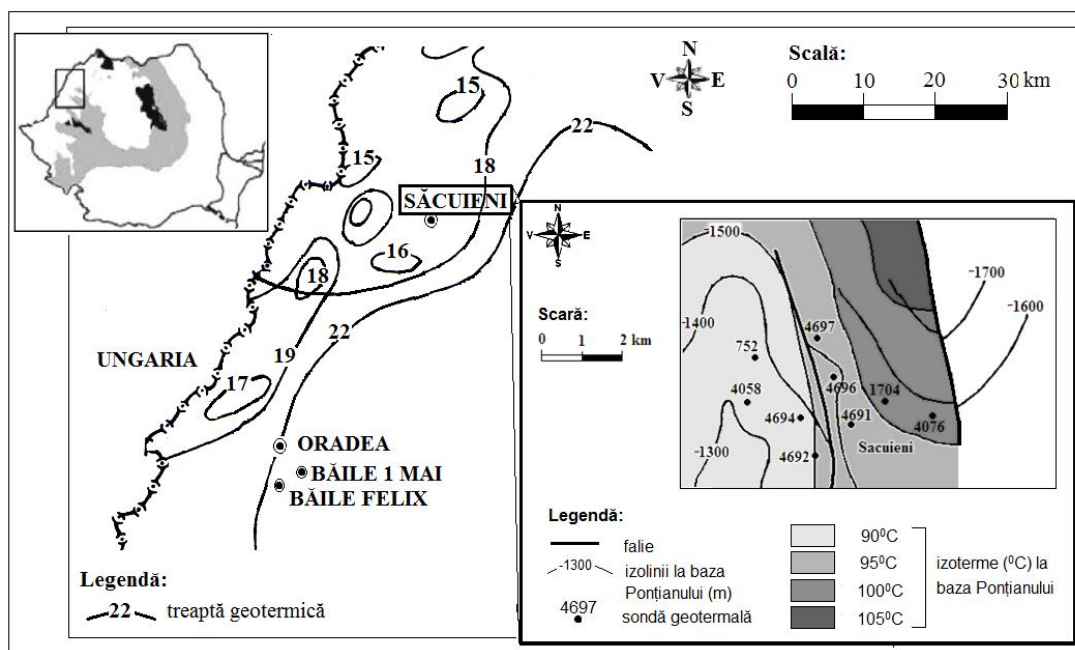 N
V E
S
Scală:
0 10 20 30 km
15
22
15
18
SĂCUIENI
16
18
22
19
UNGARIA
17
ORADEA
BĂILE 1 MAI
BĂILE FELIX
Legendă:
22 treaptă geotermică
N
V E
S
Scară:
0 1 2 km
-1500
-1700
-1600
-1400
4697
752
4696
1704
4058
4694
4691
4076
Sacuieni
-1300
4692
Legendă:
falie
-1300 izolinii la baza
Ponțianului (m)
4697
sondă geotermală
90⁰C
95⁰C
100⁰C
105⁰C
izoterme (⁰C) la
baza Ponțianului